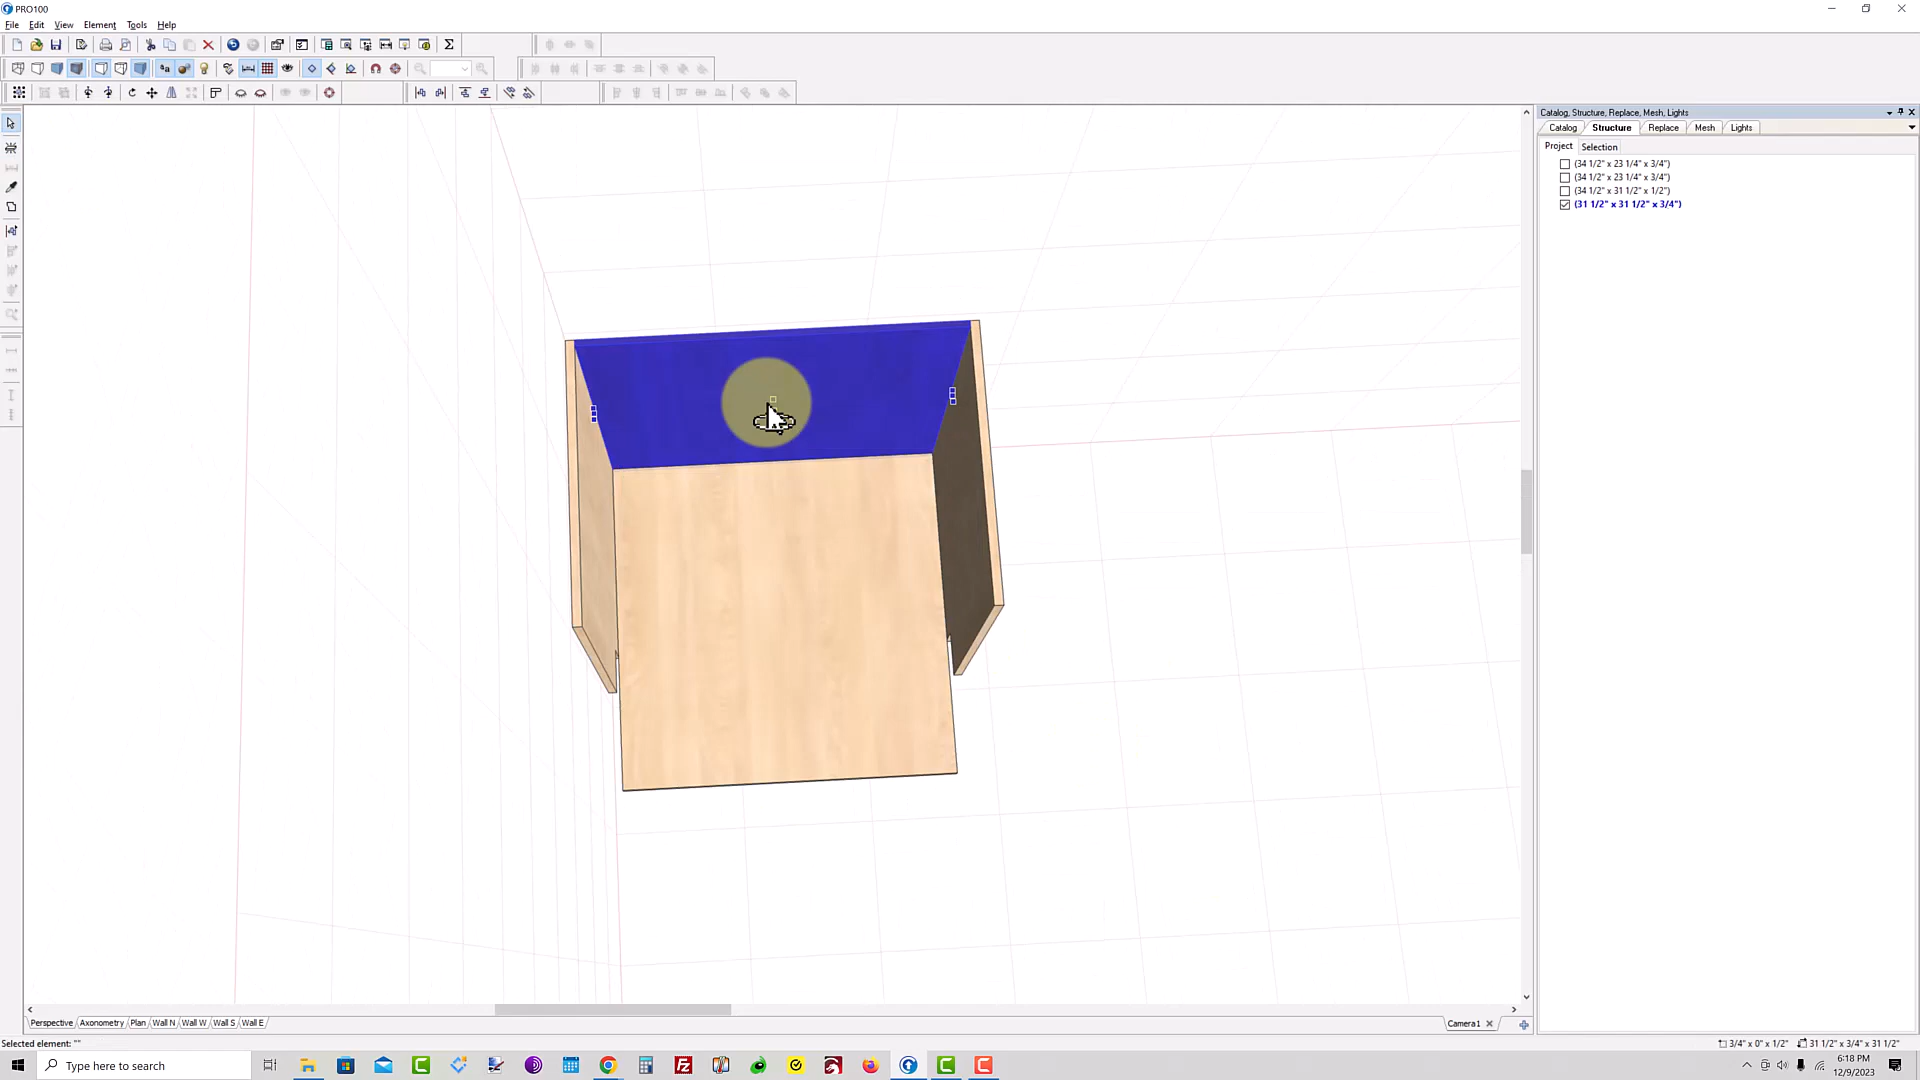 PRO100
File Edit View Element Tools Help
Catalog, Structure, Replace, Mesh, Lights
Catalog Structure Replace Mesh Lights
Project Selection
(34 1/2" x 23 1/4" x 3/4")
(34 1/2" x 23 1/4" x 3/4")
(34 1/2" x 31 1/2" x 1/2")
(31 1/2" x 31 1/2" x 3/4")
Perspective Axonometry Plan Wall N Wall W Wall S Wall E
Camera1
Selected element: ""
3/4" x 0" x 1/2" 31 1/2" x 3/4" x 31 1/2"
Type here to search
6:18 PM
12/9/2023